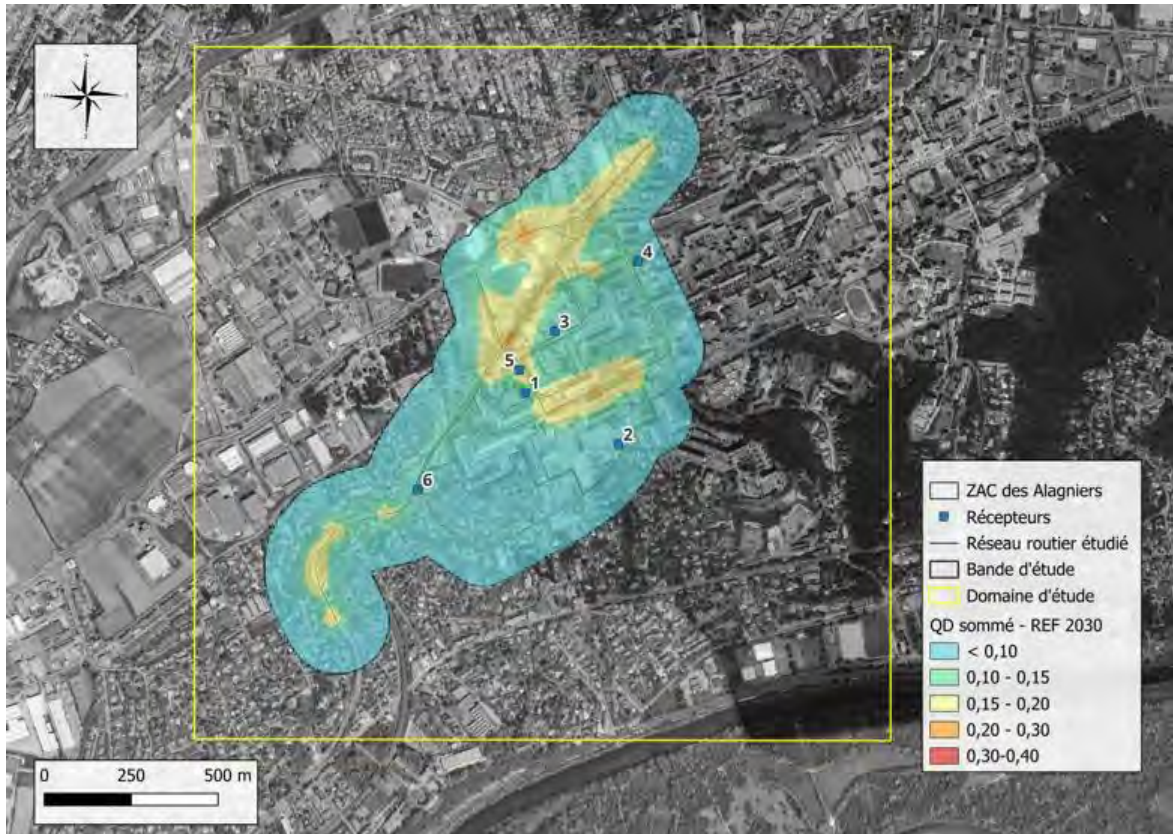 N
O
E
S
4
3
5
1
2
6
ZAC des Alagniers
Récepteurs
Réseau routier étudié
Bande d'étude
Domaine d'étude
QD sommé - REF 2030
< 0,10
0,10 - 0,15
0,15 - 0,20
0,20 - 0,30
0,30-0,40
0 250 500 m